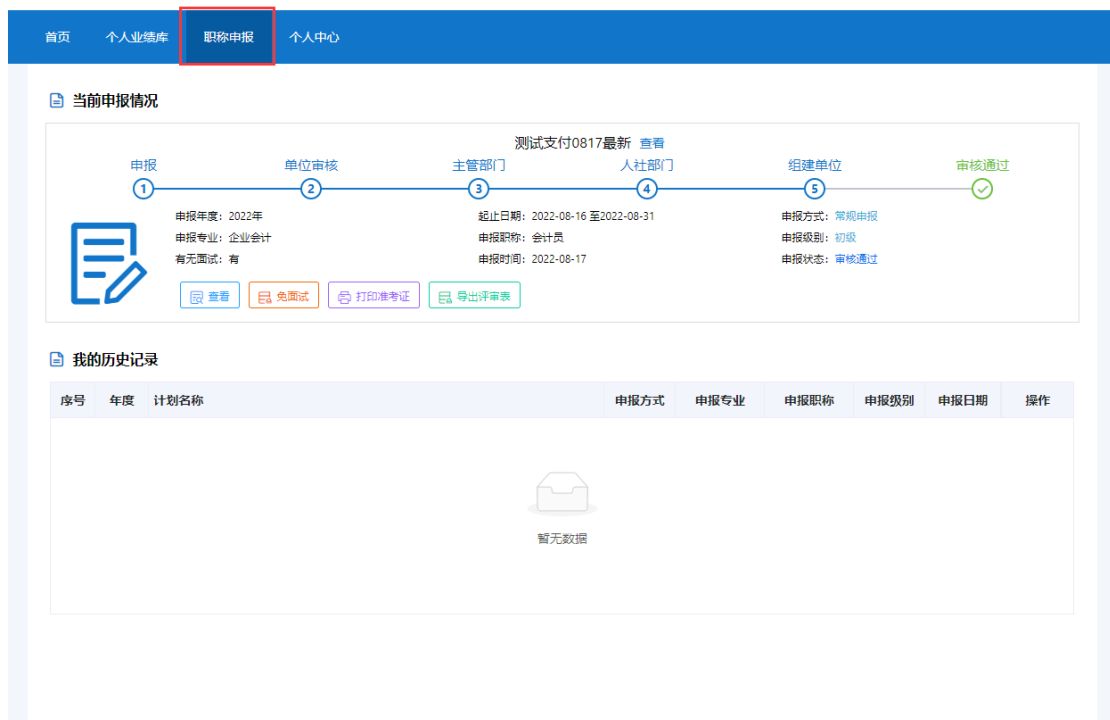 首页 个人业绩库 职称申报 个人中心
当前申报情况
测试支付0817最新 查看
申报 单位审核 主管部门 人社部门 组建单位 审核通过
1 2 3 4 5
申报年度：2022年 起止日期：2022-08-16 至2022-08-31 申报方式：常规申报
申报专业：企业会计 申报职称：会计员 申报级别：初级
有无面试：有 申报时间：2022-08-17 申报状态：审核通过
查看 免面试 打印准考证 导出评审表
我的历史记录
序号 年度 计划名称 申报方式 申报专业 申报职称 申报级别 申报日期 操作
暂无数据